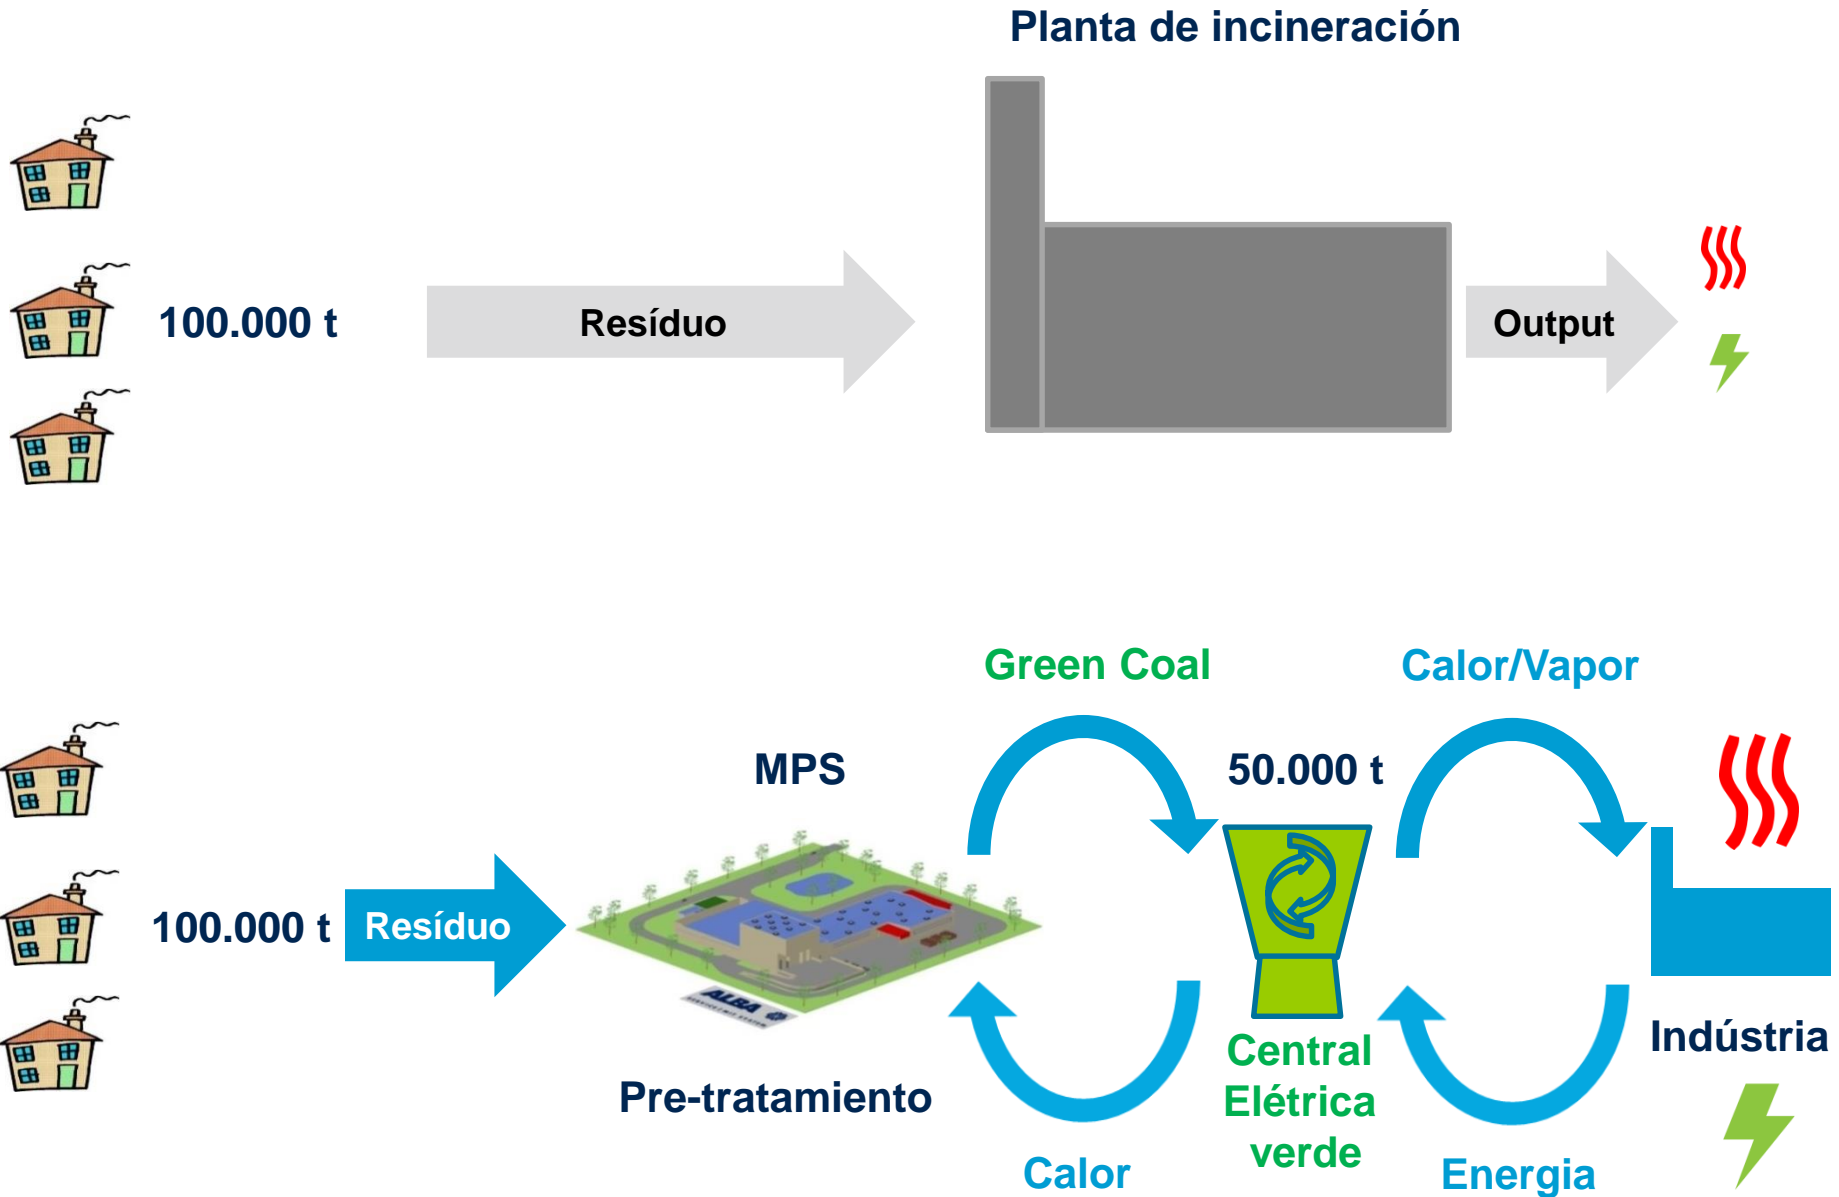 Planta de incineración
100.000 t
Resíduo
Output
Green Coal
Calor/Vapor
MPS
50.000 t
100.000 t
Resíduo
ALBA
Pre-tratamiento
Central
Elétrica
verde
Indústria
Calor
Energia